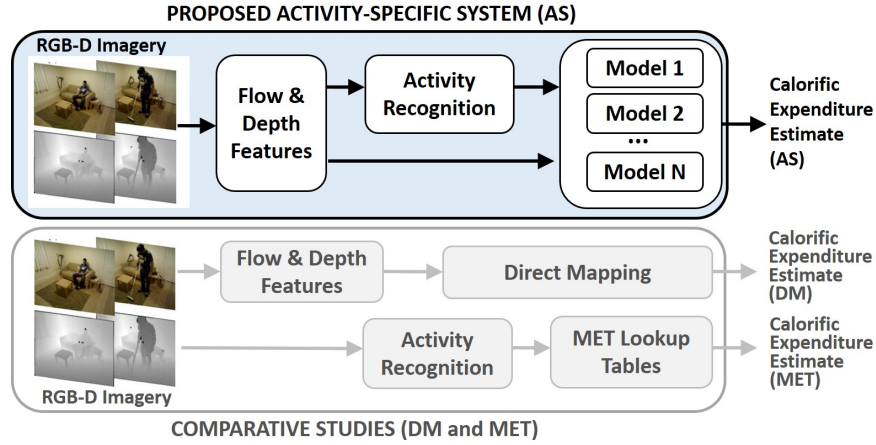 PROPOSED ACTIVITY-SPECIFIC SYSTEM (AS)
RGB-D Imagery
Flow &
Depth
Features
Activity
Recognition
Model 1
Model 2
...
Model N
Calorific
Expenditure
Estimate
(AS)
Flow & Depth
Features
Direct Mapping
Calorific
Expenditure
Estimate
(DM)
Activity
Recognition
MET Lookup
Tables
Calorific
Expenditure
Estimate
(MET)
RGB-D Imagery
COMPARATIVE STUDIES (DM and MET)